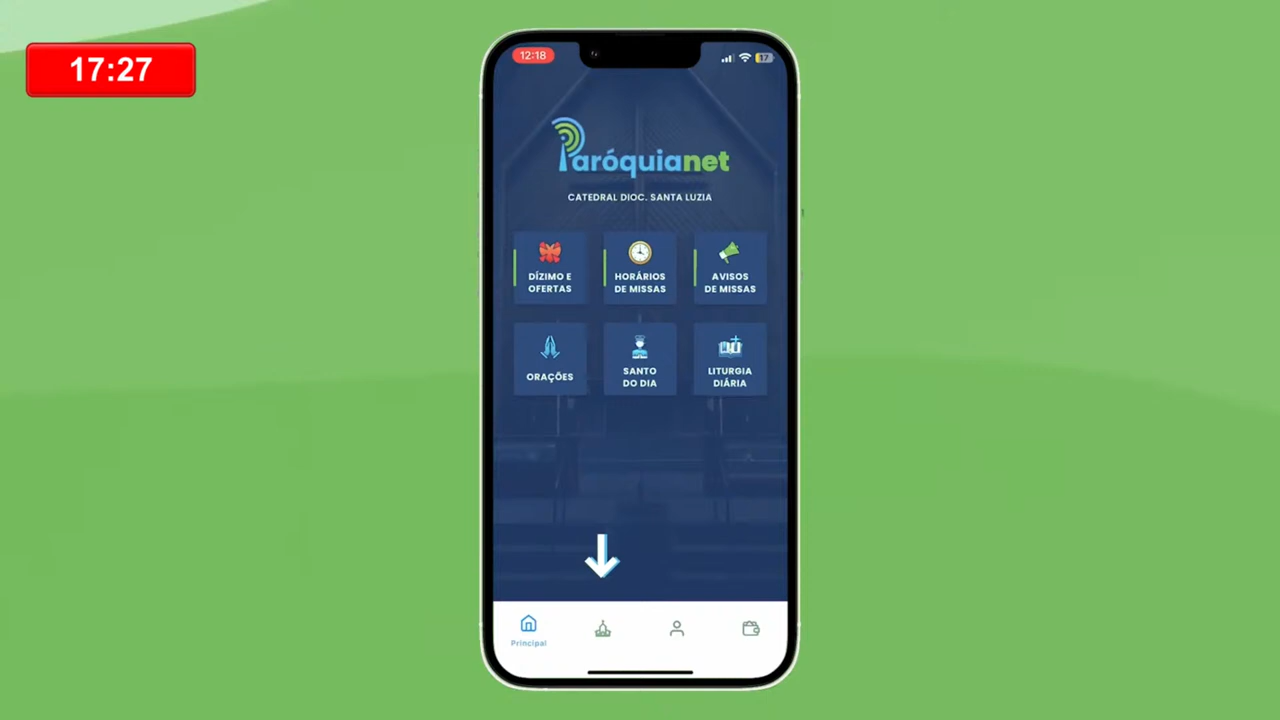 17:27
12:18
17
Paróquianet
CATEDRAL DIOC. SANTA LUZIA
DÍZIMO E
OFERTAS
HORÁRIOS
DE MISSAS
AVISOS
DE MISSAS
ORAÇÕES
SANTO
DO DIA
LITURGIA
DIÁRIA
Principal